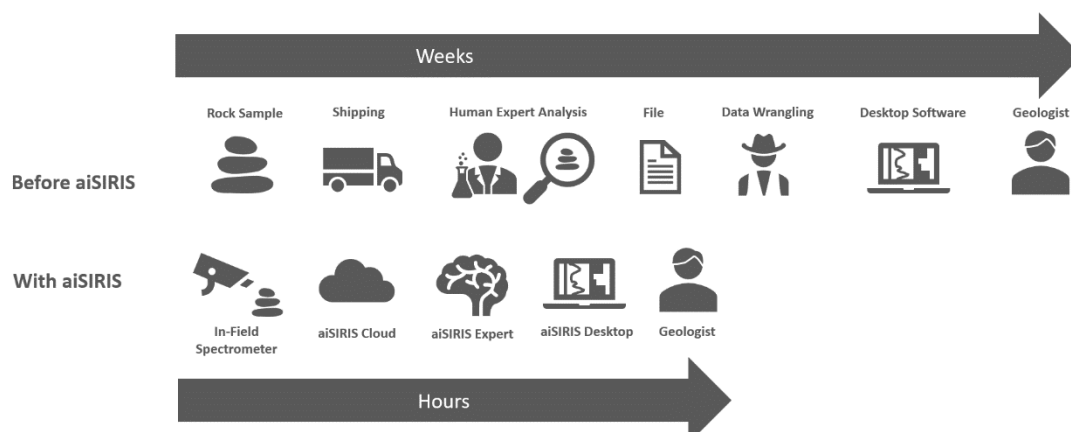 Weeks
Rock Sample
Shipping
Human Expert Analysis
File
Data Wrangling
Desktop Software
Geologist
Before aiSIRIS
With aiSIRIS
In-Field
Spectrometer
aiSIRIS Cloud
aiSIRIS Expert
aiSIRIS Desktop
Geologist
Hours